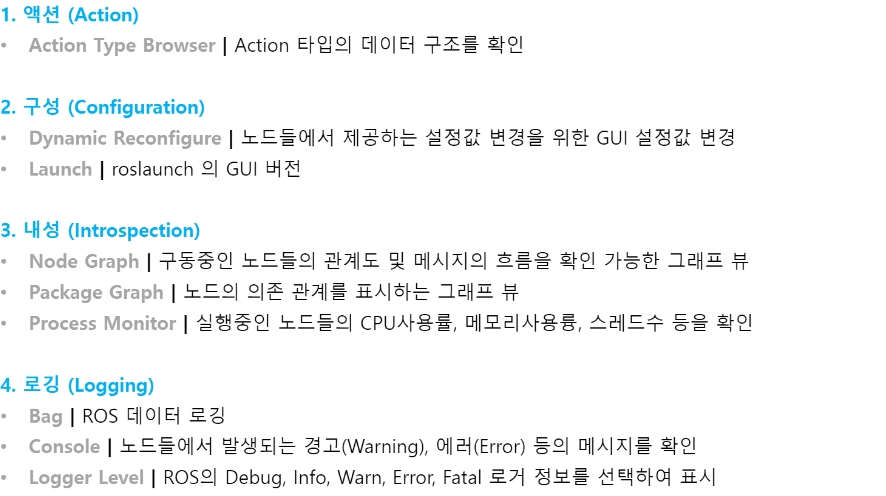 1. 액션 (Action)
• Action Type Browser | Action 타입의 데이터 구조를 확인
2. 구성 (Configuration)
• Dynamic Reconfigure | 노드들에서 제공하는 설정값 변경을 위한 GUI 설정값 변경
• Launch | roslaunch 의 GUI 버전
3. 내성 (Introspection)
• Node Graph | 구동중인 노드들의 관계도 및 메시지의 흐름을 확인 가능한 그래프 뷰
• Package Graph | 노드의 의존 관계를 표시하는 그래프 뷰
• Process Monitor | 실행중인 노드들의 CPU사용률, 메모리사용륭, 스레드수 등을 확인
4. 로깅 (Logging)
• Bag | ROS 데이터 로깅
• Console | 노드들에서 발생되는 경고(Warning), 에러(Error) 등의 메시지를 확인
• Logger Level | ROS의 Debug, Info, Warn, Error, Fatal 로거 정보를 선택하여 표시